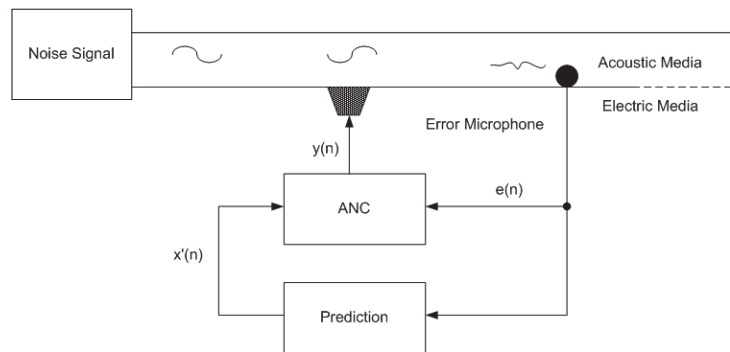 Noise Signal
Acoustic Media
Electric Media
Error Microphone
y(n)
e(n)
ANC
x'(n)
Prediction